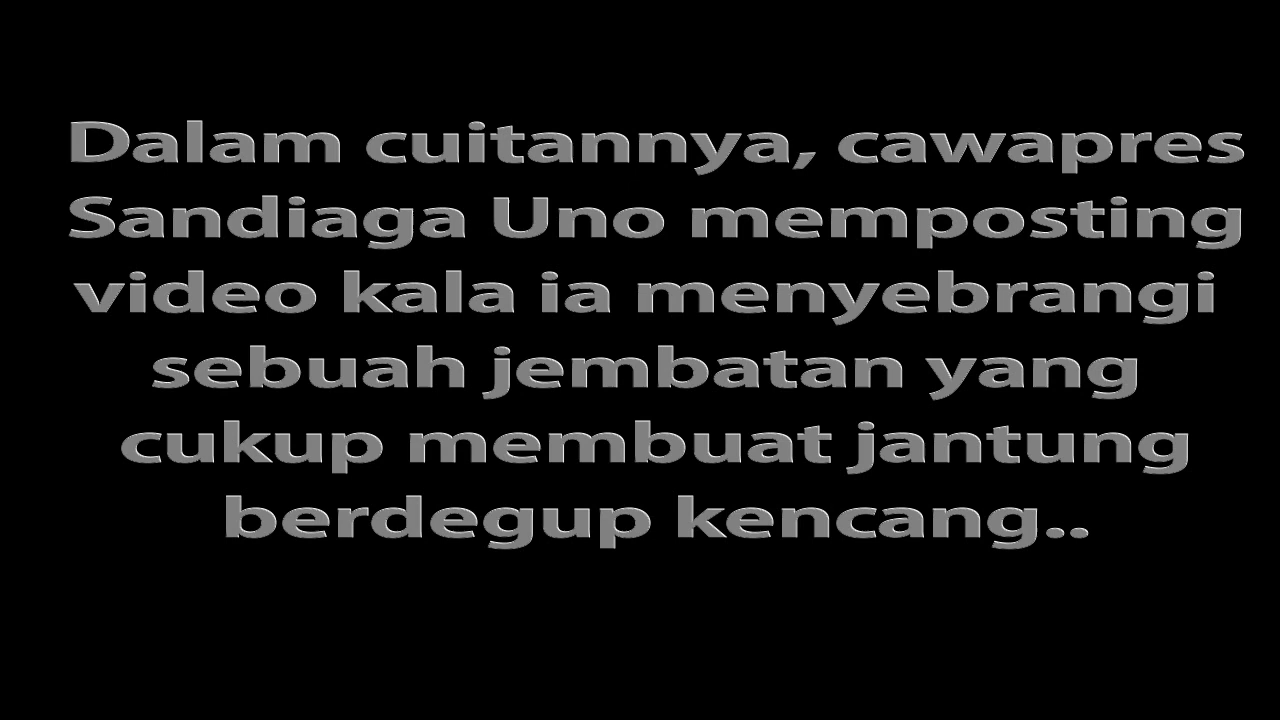 Dalam cuitannya, cawapres
Sandiaga Uno memposting
video kala ia menyebrangi
sebuah jembatan yang
cukup membuat jantung
berdegup kencang..